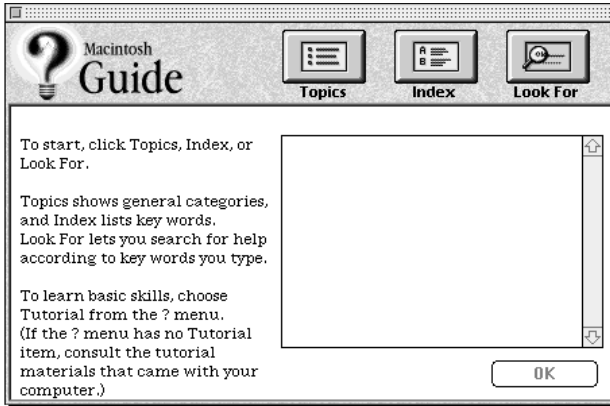 Macintosh
Guide
Topics
Index
Look For
To start, click Topics, Index, or
Look For.
Topics shows general categories,
and Index lists key words.
Look For lets you search for help
according to key words you type.
To learn basic skills, choose
Tutorial from the ? menu.
(If the ? menu has no Tutorial
item, consult the tutorial
materials that came with your
computer.)
OK